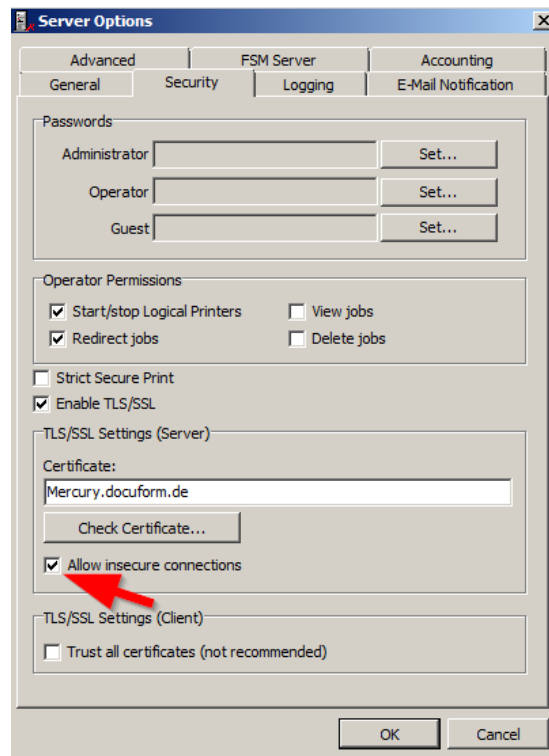 Server Options
Advanced FSM Server Accounting
General Security Logging E-Mail Notification
Passwords
Administrator Set...
Operator Set...
Guest Set...
Operator Permissions
Start/stop Logical Printers View jobs
Redirect jobs Delete jobs
Strict Secure Print
Enable TLS/SSL
TLS/SSL Settings (Server)
Certificate:
Mercury.docuform.de
Check Certificate...
Allow insecure connections
TLS/SSL Settings (Client)
Trust all certificates (not recommended)
OK Cancel